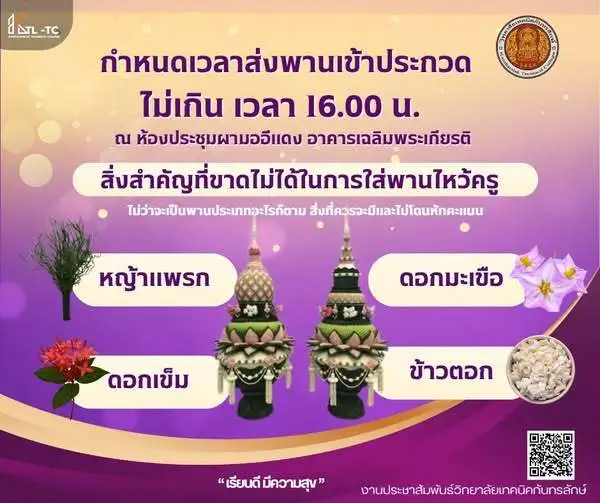 ATL -TC
กำหนดเวลาส่งพานเข้าประกวด
ไม่เกิน เวลา 16.00 น.
ณ ห้องประชุมผามออีแดง อาคารเฉลิมพระเกียรติ
สิ่งสำคัญที่ขาดไม่ได้ในการใส่พานไหว้ครู
ไม่ว่าจะเป็นพานประเภทอะไรก็ตาม สิ่งที่ควรจะมีและไม่โดนหักคะแนน
หญ้าแพรก
ดอกมะเขือ
ดอกเข็ม
ข้าวตอก
“ เรียนดี มีความสุข ”
งานประชาสัมพันธ์วิทยาลัยเทคนิคกันทรลักษ์